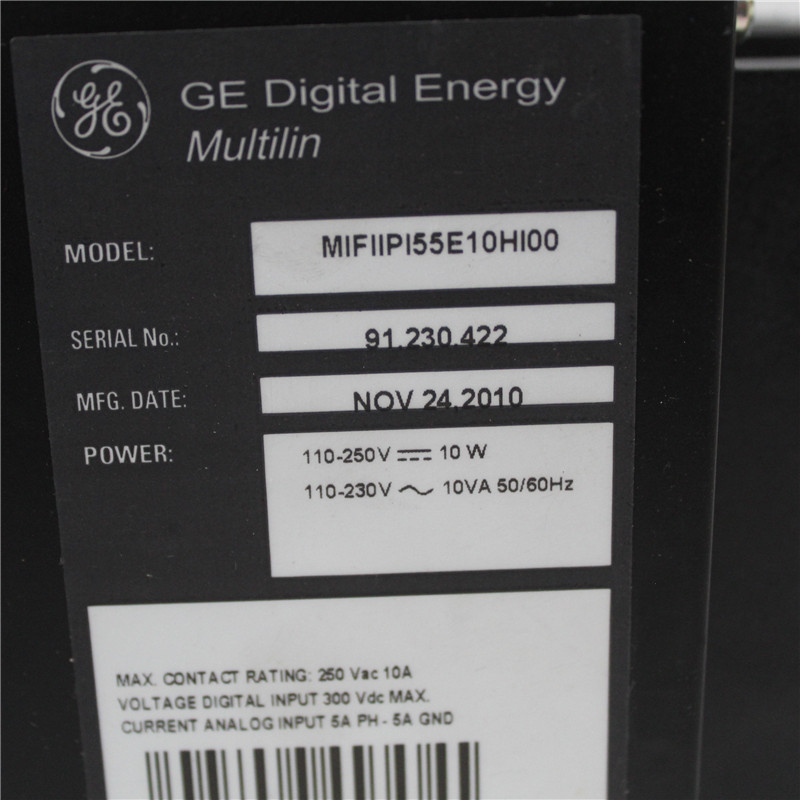 GE
GE Digital Energy
Multilin
MODEL: MIFIIPI55E10HI00
SERIAL No.: 91.230.422
MFG. DATE: NOV 24,2010
POWER: 110-250V ⎓ 10 W
110-230V ~ 10VA 50/60Hz
MAX. CONTACT RATING: 250 Vac 10A
VOLTAGE DIGITAL INPUT 300 Vdc MAX.
CURRENT ANALOG INPUT 5A PH - 5A GND